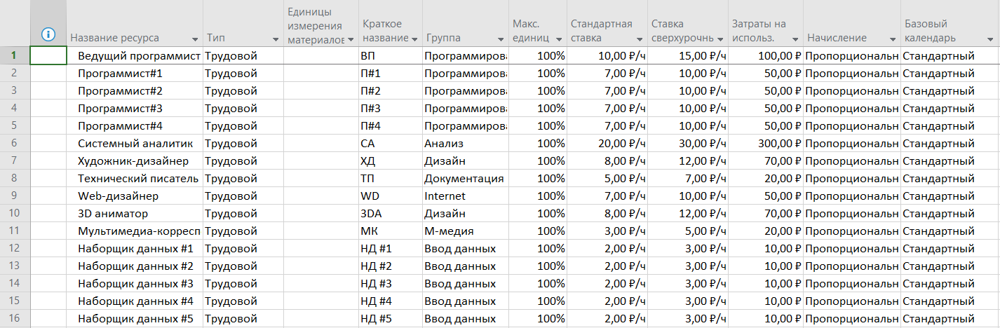 Название ресурса Тип Единицы измерения материалов Краткое название Группа Макс. единиц Стандартная ставка Ставка сверхурочнь Затраты на использ. Начисление Базовый календарь
1 Ведущий программист Трудовой ВП Программирова 100% 10,00 ₽/ч 15,00 ₽/ч 100,00 ₽ Пропорциональн Стандартный
2 Программист#1 Трудовой П#1 Программирова 100% 7,00 ₽/ч 10,00 ₽/ч 50,00 ₽ Пропорциональн Стандартный
3 Программист#2 Трудовой П#2 Программирова 100% 7,00 ₽/ч 10,00 ₽/ч 50,00 ₽ Пропорциональн Стандартный
4 Программист#3 Трудовой П#3 Программирова 100% 7,00 ₽/ч 10,00 ₽/ч 50,00 ₽ Пропорциональн Стандартный
5 Программист#4 Трудовой П#4 Программирова 100% 7,00 ₽/ч 10,00 ₽/ч 50,00 ₽ Пропорциональн Стандартный
6 Системный аналитик Трудовой СА Анализ 100% 20,00 ₽/ч 30,00 ₽/ч 300,00 ₽ Пропорциональн Стандартный
7 Художник-дизайнер Трудовой ХД Дизайн 100% 8,00 ₽/ч 12,00 ₽/ч 70,00 ₽ Пропорциональн Стандартный
8 Технический писатель Трудовой ТП Документация 100% 5,00 ₽/ч 7,00 ₽/ч 20,00 ₽ Пропорциональн Стандартный
9 Web-дизайнер Трудовой WD Internet 100% 7,00 ₽/ч 10,00 ₽/ч 50,00 ₽ Пропорциональн Стандартный
10 3D аниматор Трудовой 3DA Дизайн 100% 8,00 ₽/ч 12,00 ₽/ч 70,00 ₽ Пропорциональн Стандартный
11 Мультимедиа-корресп Трудовой МК М-медия 100% 3,00 ₽/ч 5,00 ₽/ч 20,00 ₽ Пропорциональн Стандартный
12 Наборщик данных #1 Трудовой НД #1 Ввод данных 100% 2,00 ₽/ч 3,00 ₽/ч 10,00 ₽ Пропорциональн Стандартный
13 Наборщик данных #2 Трудовой НД #2 Ввод данных 100% 2,00 ₽/ч 3,00 ₽/ч 10,00 ₽ Пропорциональн Стандартный
14 Наборщик данных #3 Трудовой НД #3 Ввод данных 100% 2,00 ₽/ч 3,00 ₽/ч 10,00 ₽ Пропорциональн Стандартный
15 Наборщик данных #4 Трудовой НД #4 Ввод данных 100% 2,00 ₽/ч 3,00 ₽/ч 10,00 ₽ Пропорциональн Стандартный
16 Наборщик данных #5 Трудовой НД #5 Ввод данных 100% 2,00 ₽/ч 3,00 ₽/ч 10,00 ₽ Пропорциональн Стандартный